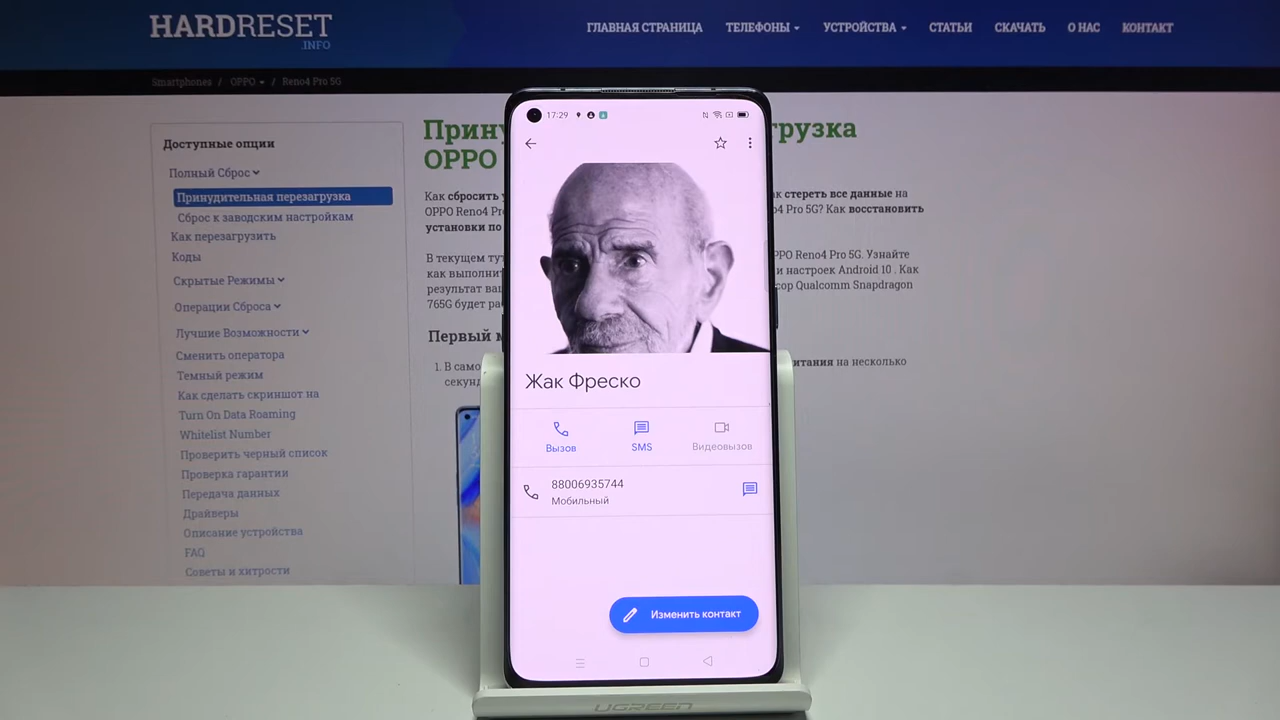 HARDRESET
.INFO
ГЛАВНАЯ СТРАНИЦА
ТЕЛЕФОНЫ
УСТРОЙСТВА
СТАТЬИ
СКАЧАТЬ
О НАС
КОНТАКТ
Smartphones / OPPO / Reno4 Pro 5G
Доступные опции
Полный Сброс
Принудительная перезагрузка
Сброс к заводским настройкам
Как перезагрузить
Коды
Скрытые Режимы
Операции Сброса
Лучшие Возможности
Сменить оператора
Темный режим
Как сделать скриншот на
Turn On Data Roaming
Whitelist Number
Проверить черный список
Проверка гарантии
Передача данных
Драйверы
Описание устройства
FAQ
Советы и хитрости
OPPO
Как сбросить
OPPO Reno4 Pr
установки по
как стереть все данные на
4 Pro 5G? Как восстановить
В текущем
как выполни
результат ва
765G будет ра
PPO Reno4 Pro 5G. Узнайте
и настроек Android 10 . Как
сор Qualcomm Snapdragon
Первый
1. В само
секунд
питания на несколько
17:29
Жак Фреско
Вызов
SMS
Видеовызов
88006935744
Мобильный
Изменить контакт
UGREEN